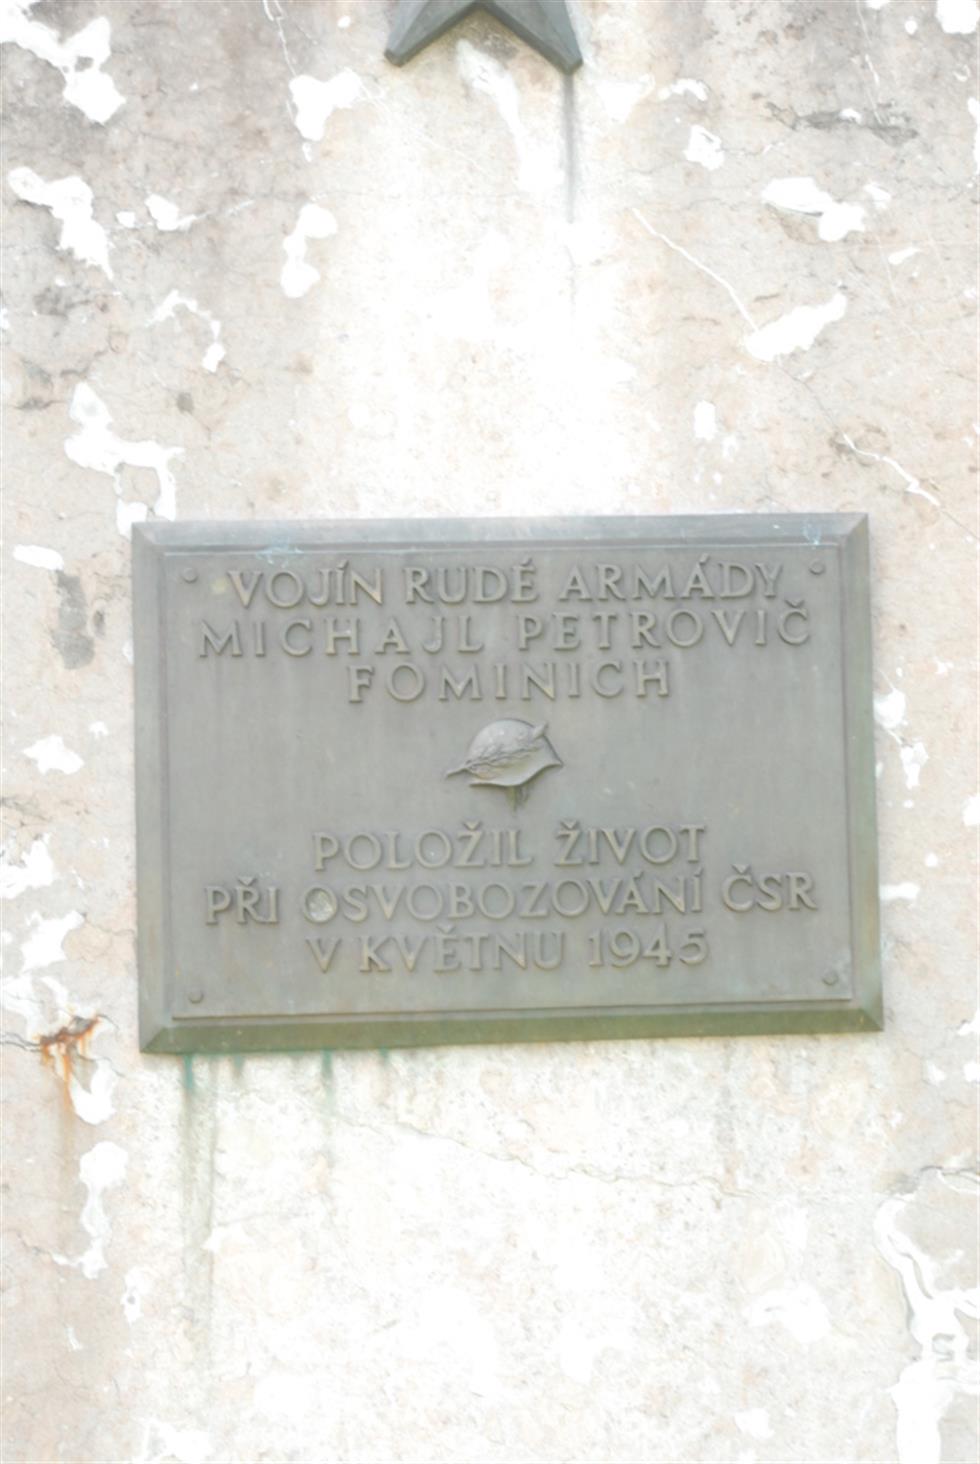 VOJÍN RUDÉ ARMÁDY
MICHAJL PETROVIČ
FOMINICH
POLOŽIL ŽIVOT
PŘI OSVOBOZOVÁNÍ ČSR
V KVĚTNU 1945